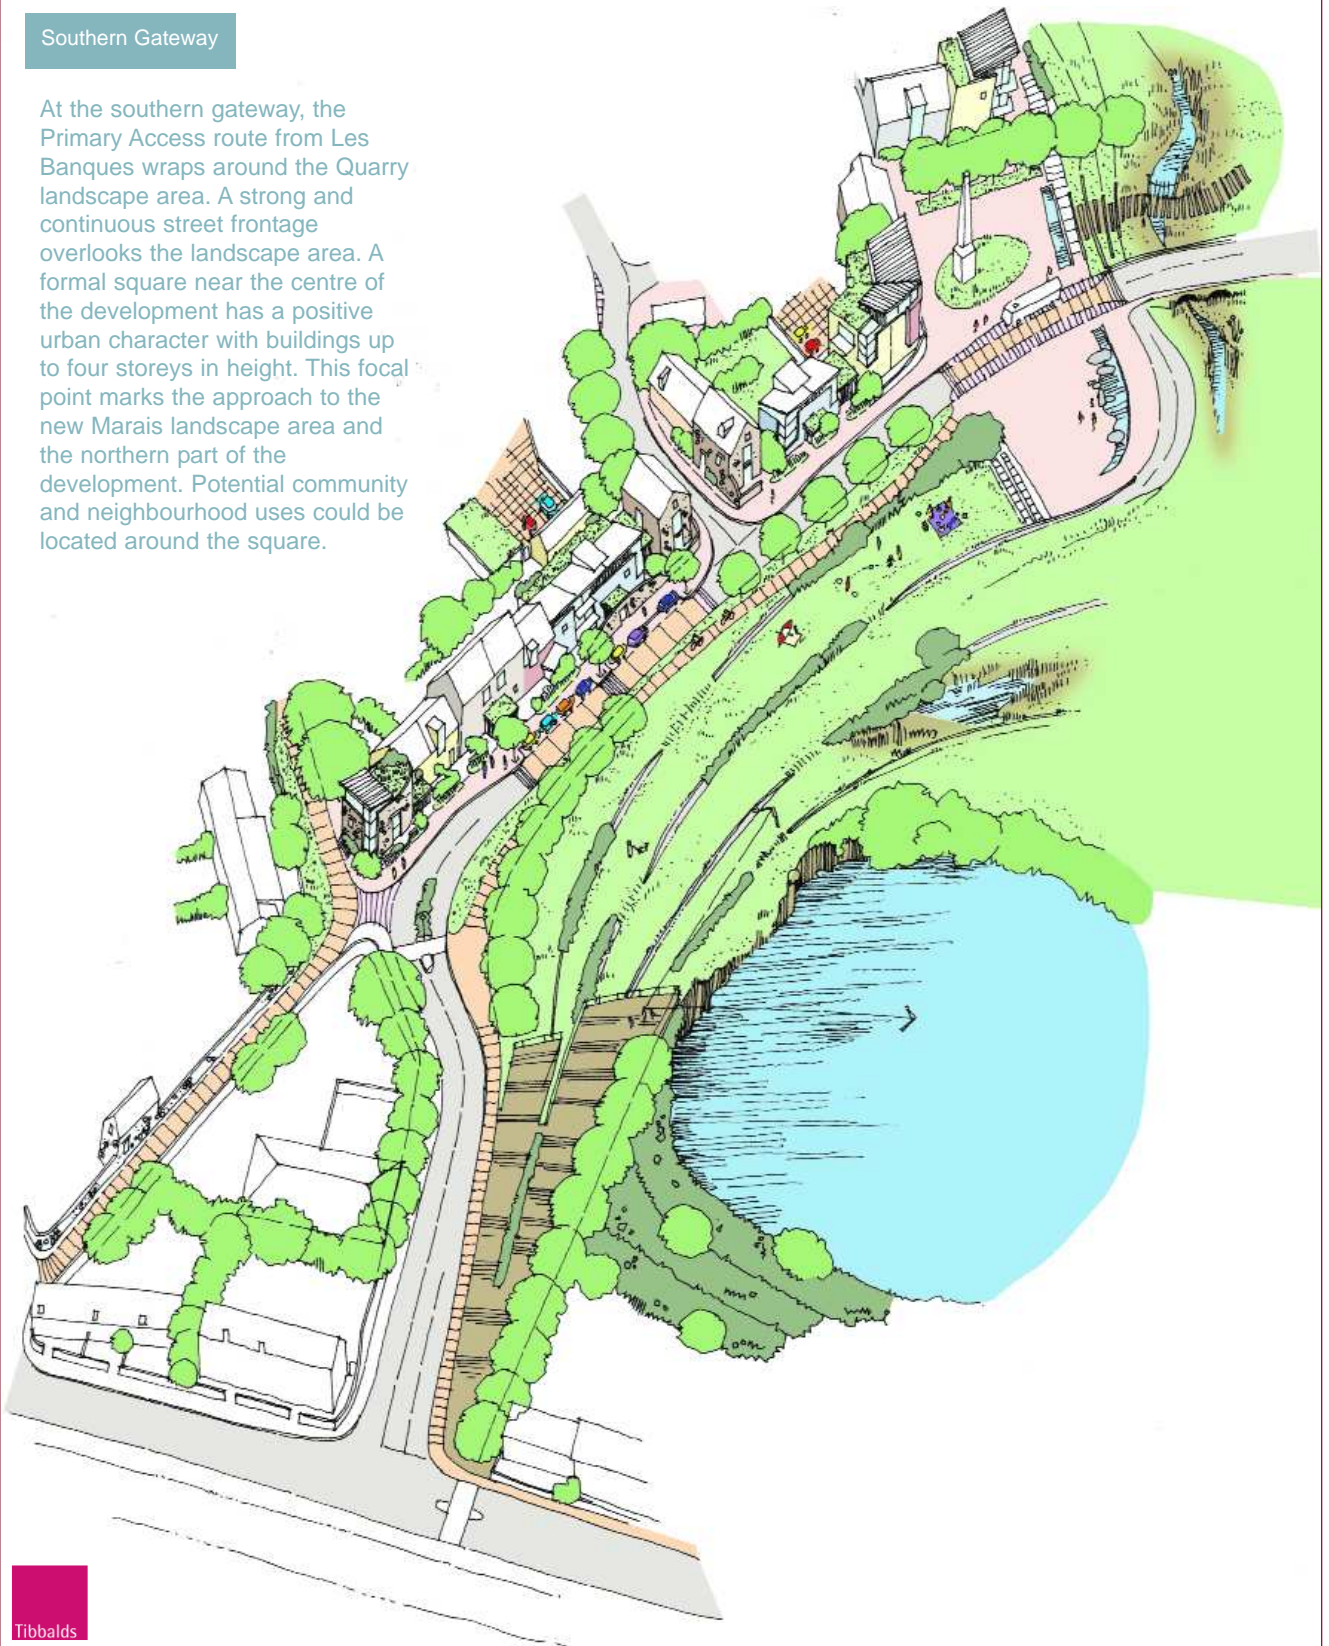 Southern Gateway
At the southern gateway, the
Primary Access route from Les
Banques wraps around the Quarry
landscape area. A strong and
continuous street frontage
overlooks the landscape area. A
formal square near the centre of
the development has a positive
urban character with buildings up
to four storeys in height. This focal
point marks the approach to the
new Marais landscape area and
the northern part of the
development. Potential community
and neighbourhood uses could be
located around the square.
Tibbalds